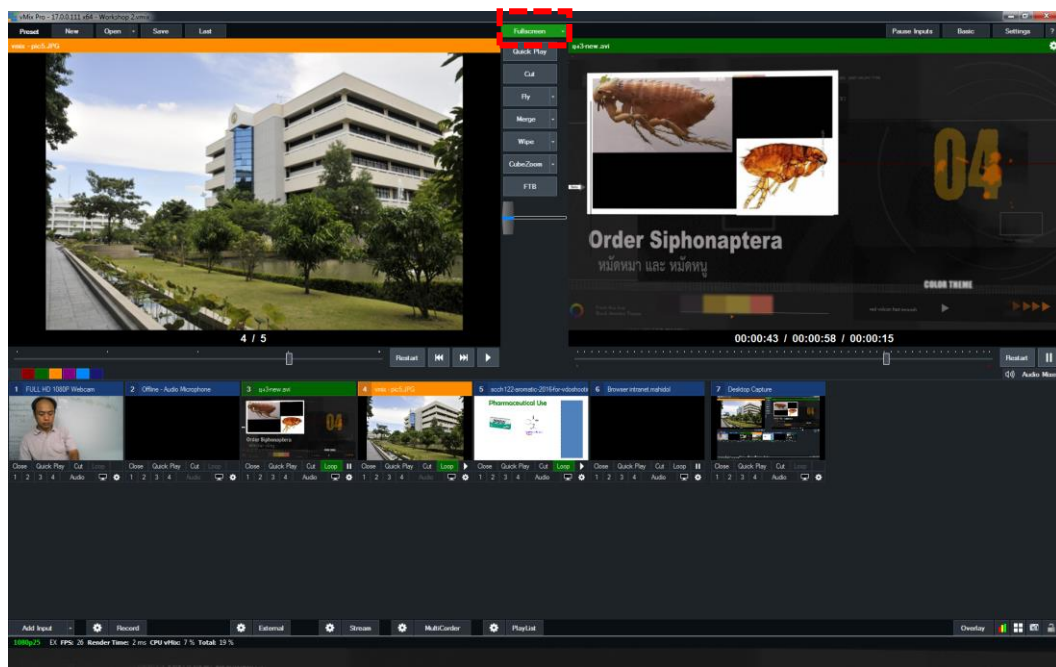 vMix Pro - 17.0.0.111 x64 - Workshop 2.vmix
Preset New Open Save Last Fullscreen Pause Inputs Basic Settings ?
vmix - pic5.JPG
qa3-new.avi
Quick Play
Cut
Fly
Merge
Wipe
CubeZoom
FTB
04
Order Siphonaptera
หมัดหมา และ หมัดหนู
COLOR THEME
4 / 5
00:00:43 / 00:00:58 / 00:00:15
Restart
Restart
Audio Mixer
1 FULL HD 1080P Webcam
2 Offline - Audio Microphone
3 qa3-new.avi
4 vmix - pic5.JPG
5
6 Browser intranet.mahidol
7 Desktop Capture
Pharmaceutical Use
04
Order Siphonaptera
Close Quick Play Cut Loop
Close Quick Play Cut Loop
Close Quick Play Cut Loop
Close Quick Play Cut Loop
Close Quick Play Cut Loop
Close Quick Play Cut Loop
Close Quick Play Cut Loop
1 2 3 4 Audio
1 2 3 4 Audio
1 2 3 4 Audio
1 2 3 4 Audio
1 2 3 4 Audio
1 2 3 4 Audio
1 2 3 4 Audio
Add Input Record External Stream MultiCorder PlayList Overlay
1080p25 EX FPS: 26 Render Time: 2 ms CPU vMix: 7 % Total: 19 %